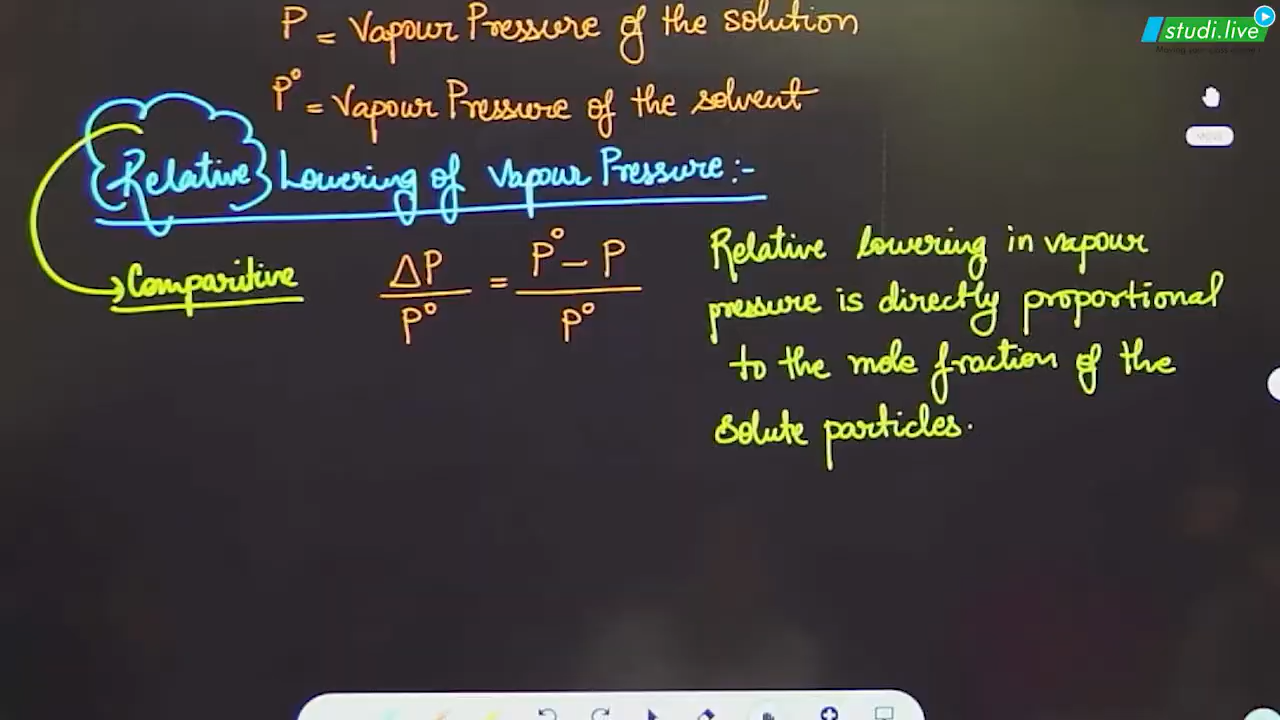 P = Vapour Pressure of the solution
P° = Vapour Pressure of the solvent
Relative Lowering of Vapour Pressure:-
Comparitive
ΔP/P° = P° - P/P°
Relative lowering in vapour
pressure is directly proportional
to the mole fraction of the
solute particles.
studi.live